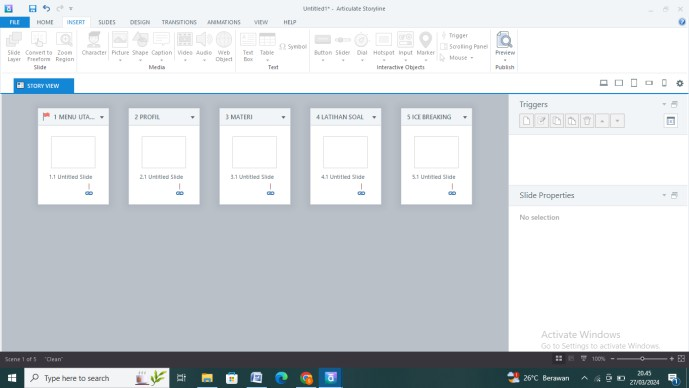 Untitled1* - Articulate Storyline
FILE HOME INSERT SLIDES DESIGN TRANSITIONS ANIMATIONS VIEW HELP
Slide Layer
Convert to Freeform
Zoom Region
Character
Picture
Shape
Caption
Video
Audio
Web Object
Text Box
Table
Symbol
Button
Slide
Dial
Hotspot
Input
Marker
Trigger
Scrolling Panel
Mouse
Preview
Slide
Media
Text
Interactive Objects
Publish
STORY VIEW
1 MENU UTA...
2 PROFIL
3 MATERI
4 LATIHAN SOAL
5 ICE BREAKING
1.1 Untitled Slide
2.1 Untitled Slide
3.1 Untitled Slide
4.1 Untitled Slide
5.1 Untitled Slide
Triggers
Slide Properties
No selection
Activate Windows
Go to Settings to activate Windows.
Scene 1 of 5 "Clean"
100%
Type here to search
26°C Berawan
20.45
27/03/2024